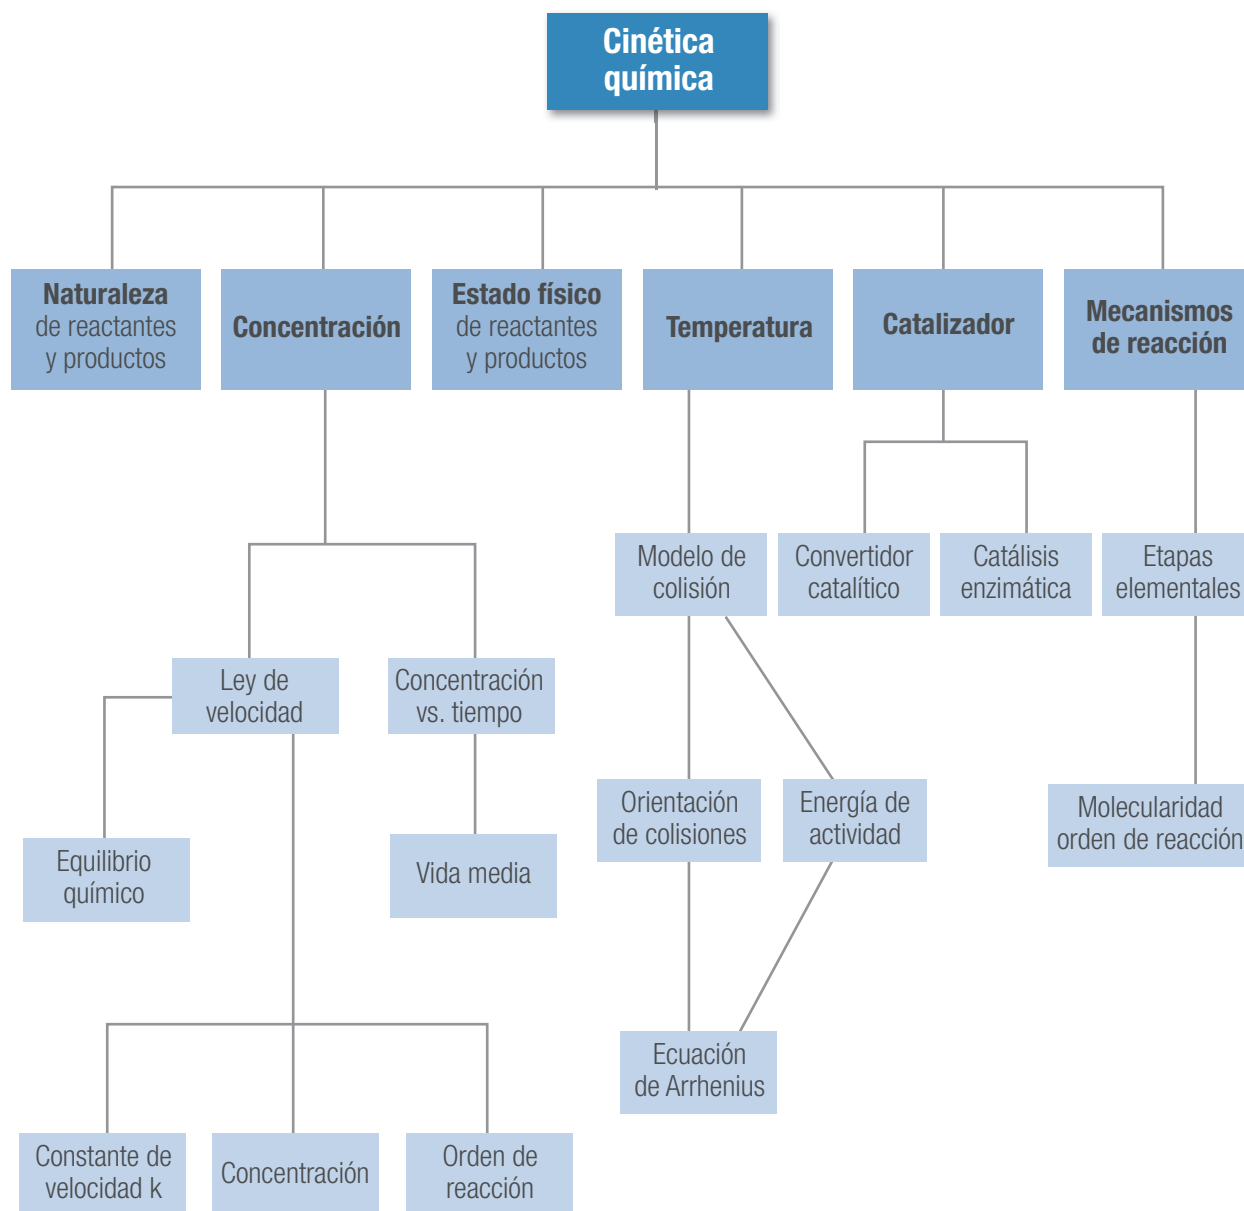 Cinética
química
Naturaleza
de reactantes
y productos
Concentración
Estado físico
de reactantes
y productos
Temperatura
Catalizador
Mecanismos
de reacción
Modelo de
colisión
Convertidor
catalítico
Catálisis
enzimática
Etapas
elementales
Ley de
velocidad
Concentración
vs. tiempo
Orientación
de colisiones
Energía de
actividad
Molecularidad
orden de reacción
Equilibrio
químico
Vida media
Ecuación
de Arrhenius
Constante de
velocidad k
Concentración
Orden de
reacción